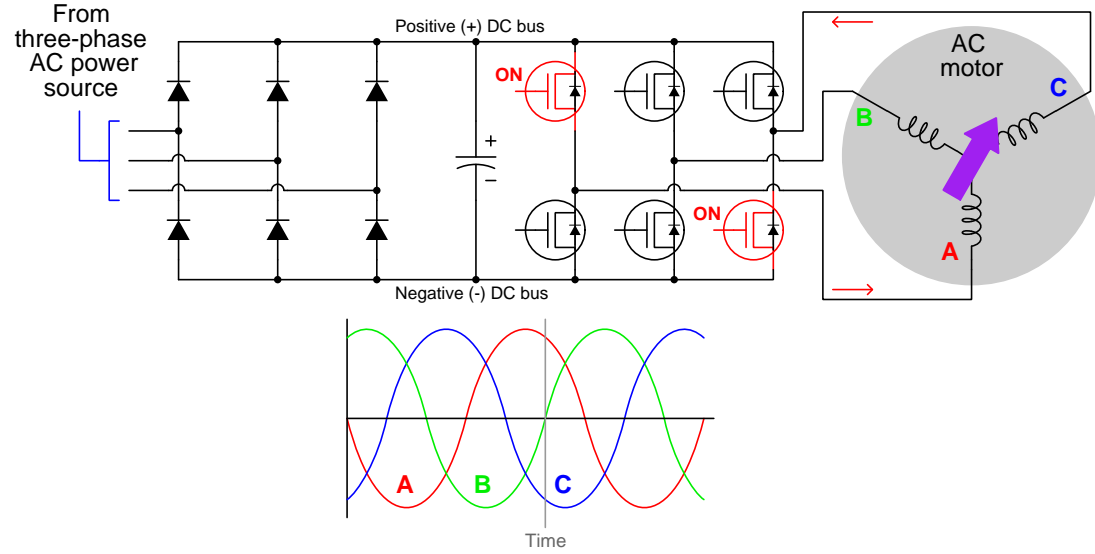 From
three-phase
AC power
source
Positive (+) DC bus
ON
+
−
ON
Negative (-) DC bus
AC
motor
C
B
A
A
B
C
Time